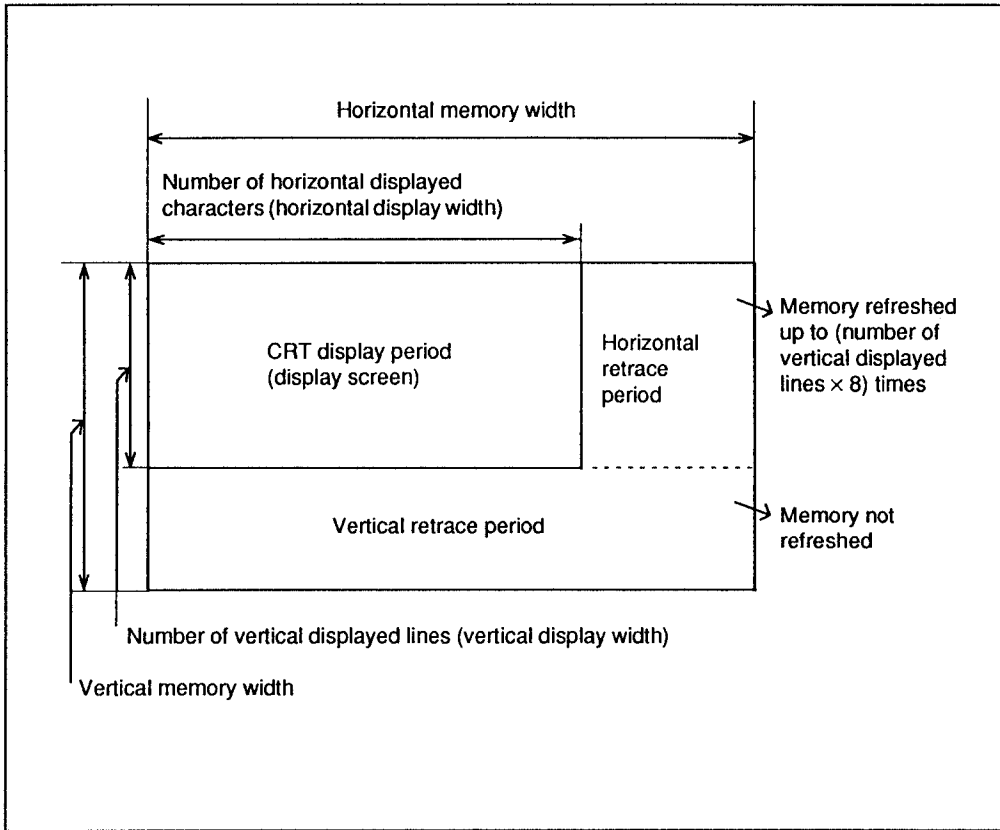 Horizontal memory width
Number of horizontal displayed
characters (horizontal display width)
CRT display period
(display screen)
Horizontal
retrace
period
Memory refreshed
up to (number of
vertical displayed
lines × 8) times
Vertical retrace period
Memory not
refreshed
Number of vertical displayed lines (vertical display width)
Vertical memory width